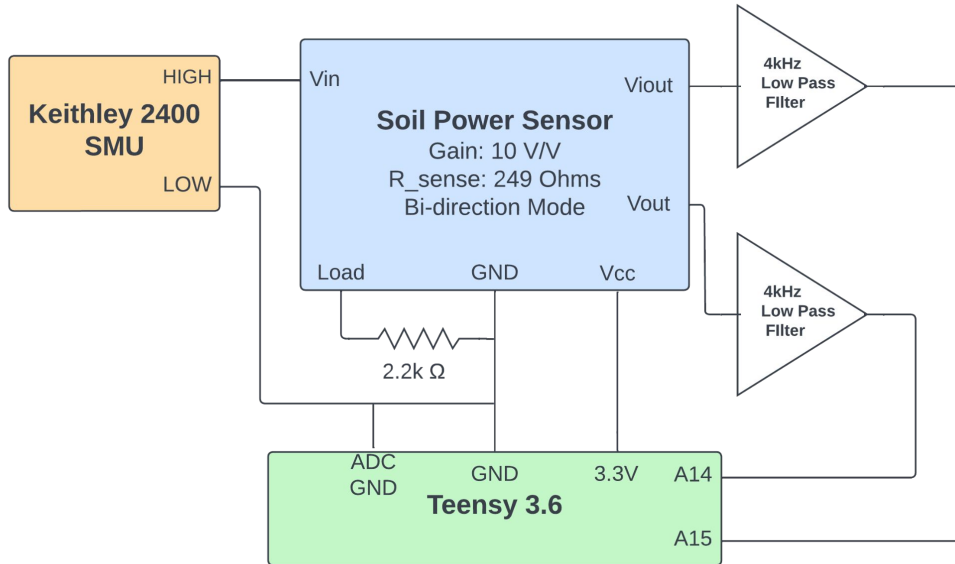 HIGH
Keithley 2400
SMU
LOW
Vin
Viout
Soil Power Sensor
Gain: 10 V/V
R_sense: 249 Ohms
Bi-direction Mode
Vout
Load
GND
Vcc
2.2k Ω
4kHz
Low Pass
FIlter
4kHz
Low Pass
FIlter
ADC
GND
GND
3.3V
A14
Teensy 3.6
A15